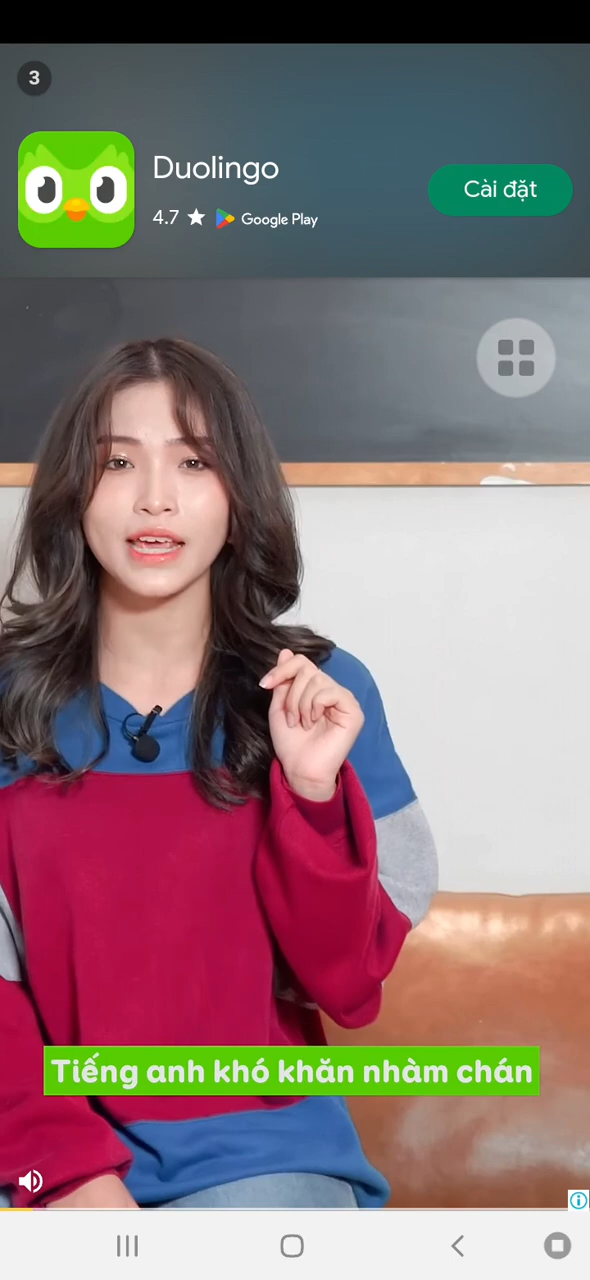 3
Duolingo
Cài đặt
4.7 ★ Google Play
Tiếng anh khó khăn nhàm chán